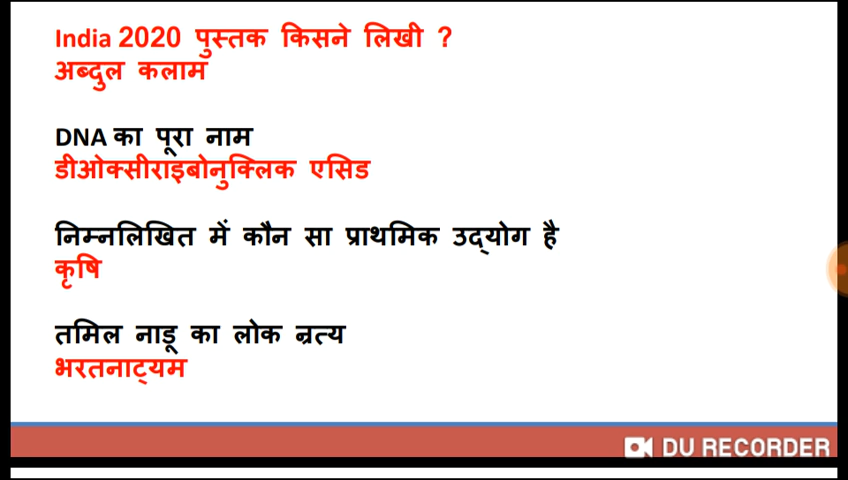 India 2020 पुस्तक किसने लिखी ?
अब्दुल कलाम
DNA का पूरा नाम
डीओक्सीराइबोनुक्लिक एसिड
निम्नलिखित में कौन सा प्राथमिक उद्योग है
कृषि
तमिल नाडू का लोक न्रत्य
भरतनाट्यम
DU RECORDER